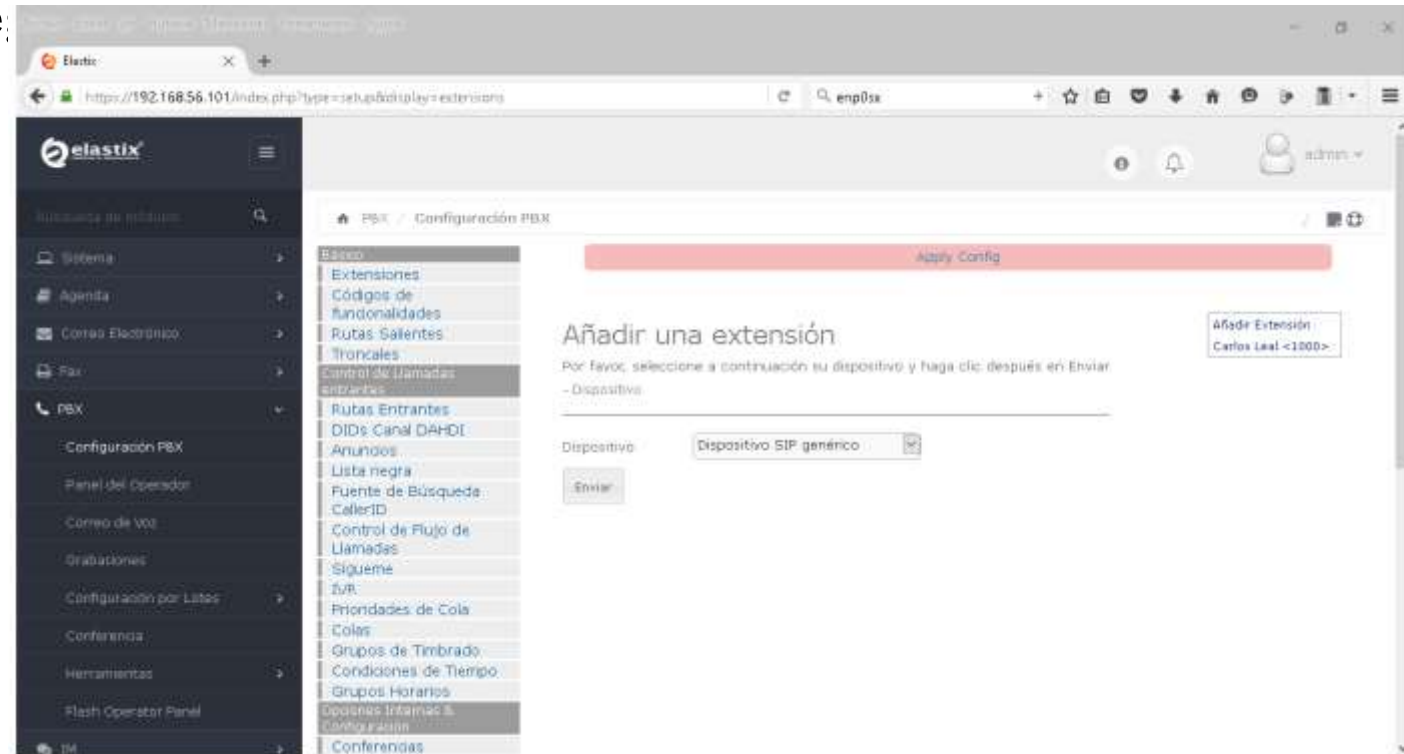 Elastix
https://192.168.56.101/index.php?type=setup&display=extensions
enp0sx
elastix
admin
Búsqueda de módulos
PBX / Configuración PBX
Sistema
Agenda
Correo Electrónico
Fax
PBX
Configuración PBX
Panel del Operador
Correo de Voz
Grabaciones
Configuración por Lotes
Conferencia
Herramientas
Flash Operator Panel
IM
Básico
Extensiones
Códigos de
funcionalidades
Rutas Salientes
Troncales
Control de Llamadas
entrantes
Rutas Entrantes
DIDs Canal DAHDI
Anuncios
Lista negra
Fuente de Búsqueda
CallerID
Control de Flujo de
Llamadas
Sígueme
IVR
Prioridades de Cola
Colas
Grupos de Timbrado
Condiciones de Tiempo
Grupos Horarios
Opciones Internas &
Configuración
Conferencias
Apply Config
Añadir una extensión
Por favor, seleccione a continuación su dispositivo y haga clic después en Enviar
- Dispositivo
Dispositivo
Dispositivo SIP genérico
Enviar
Añadir Extensión
Carlos Leal <1000>